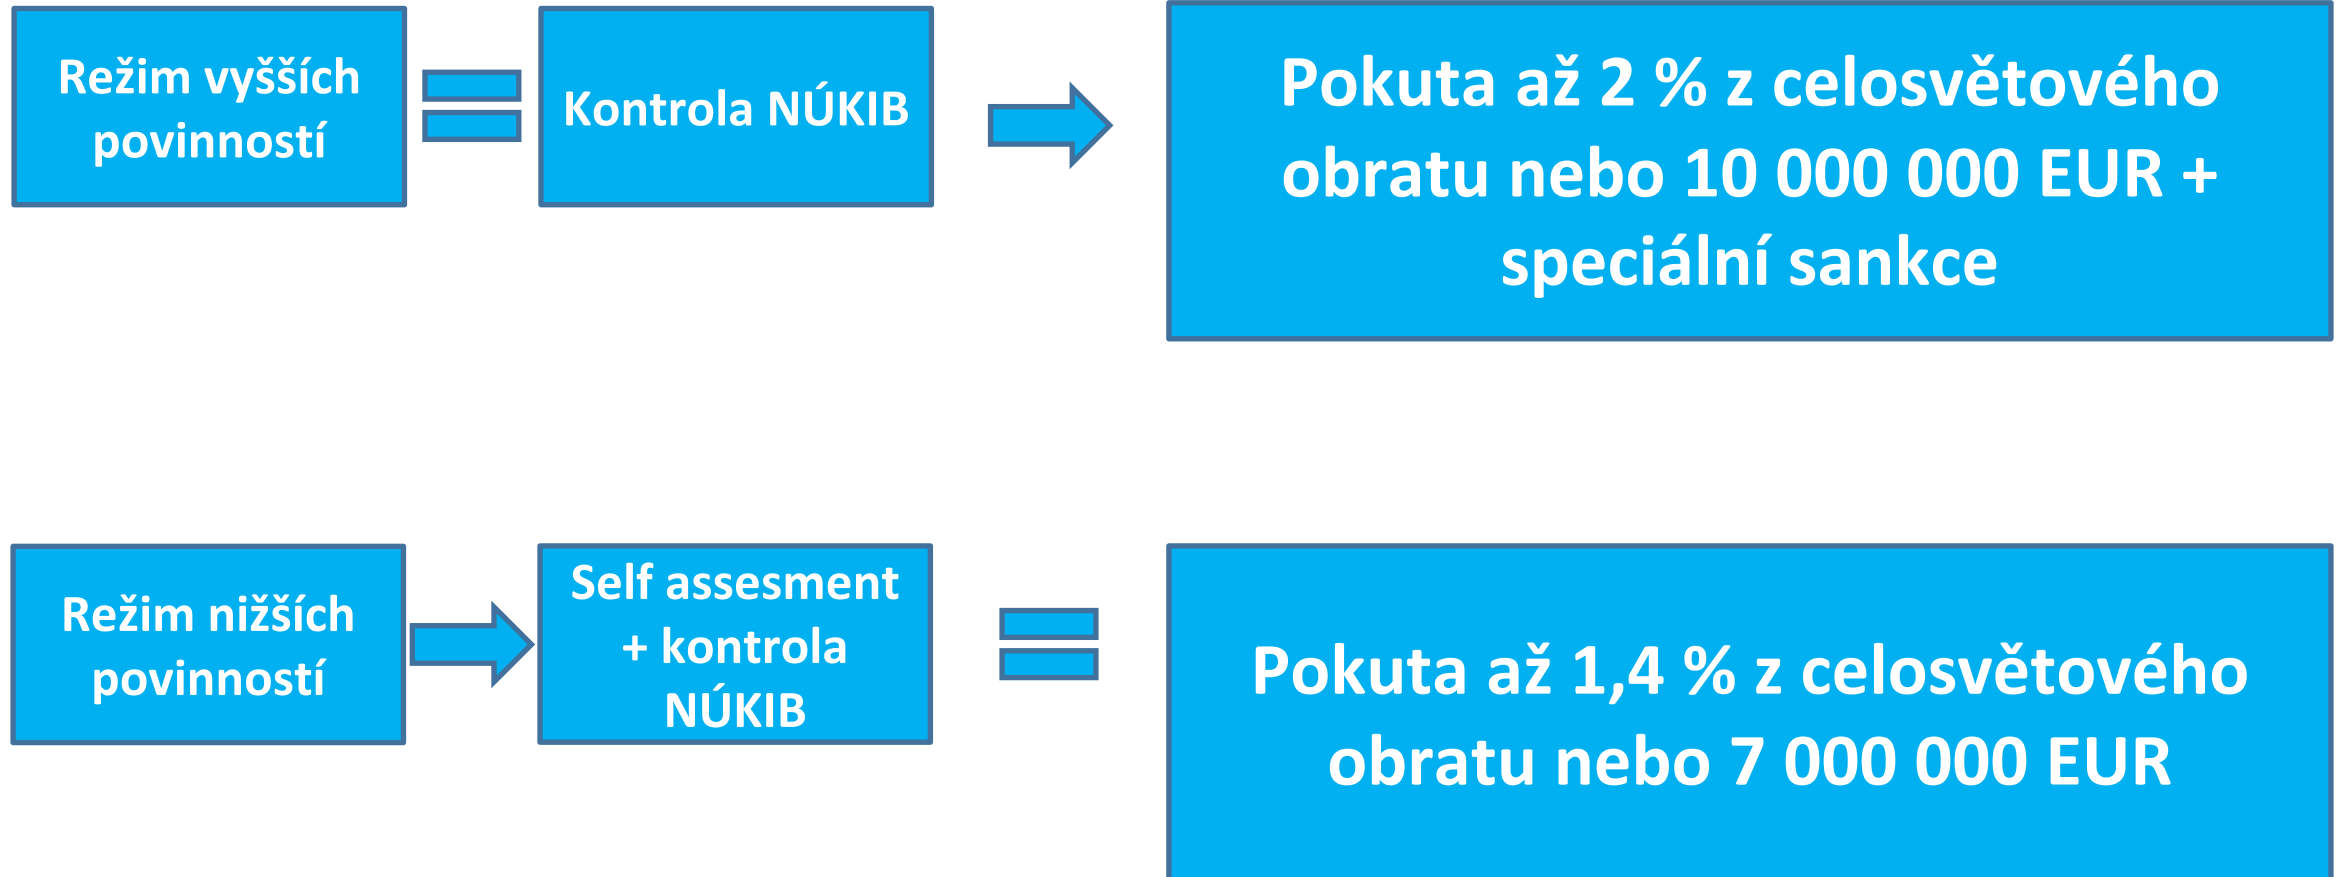 Režim vyšších
povinností
Kontrola NÚKIB
Pokuta až 2 % z celosvětového
obratu nebo 10 000 000 EUR +
speciální sankce
Režim nižších
povinností
Self assesment
+ kontrola
NÚKIB
Pokuta až 1,4 % z celosvětového
obratu nebo 7 000 000 EUR